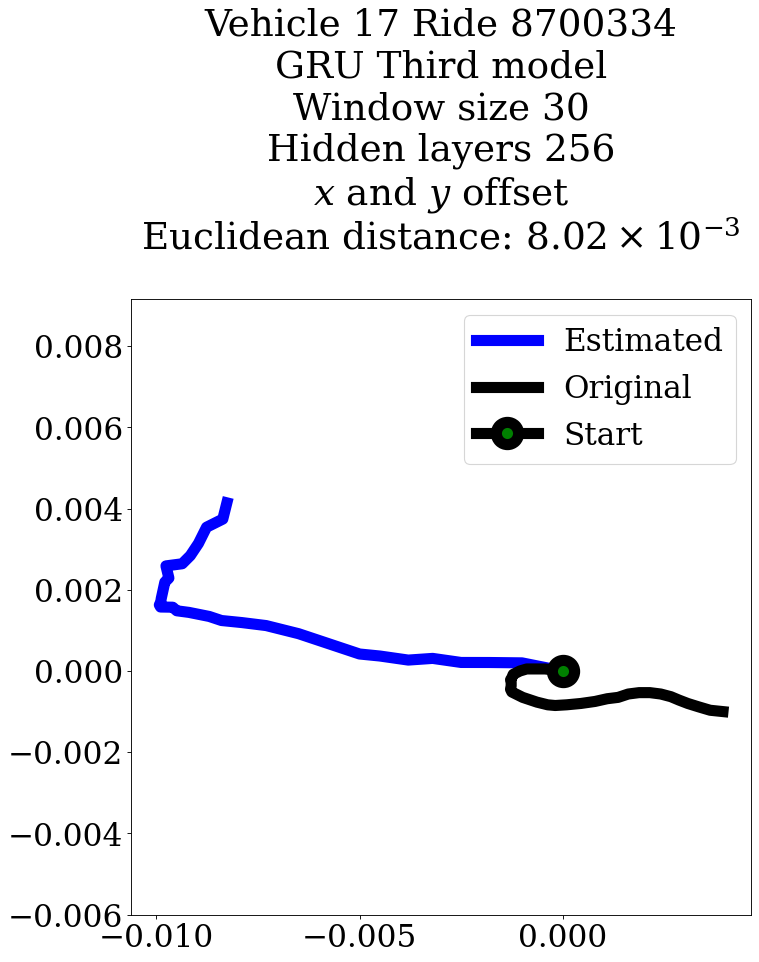 Vehicle 17 Ride 8700334
GRU Third model
Window size 30
Hidden layers 256
x and y offset
Euclidean distance: 8.02 × 10⁻³
Estimated
Original
Start
0.008
0.006
0.004
0.002
0.000
−0.002
−0.004
−0.006
−0.010 −0.005 0.000